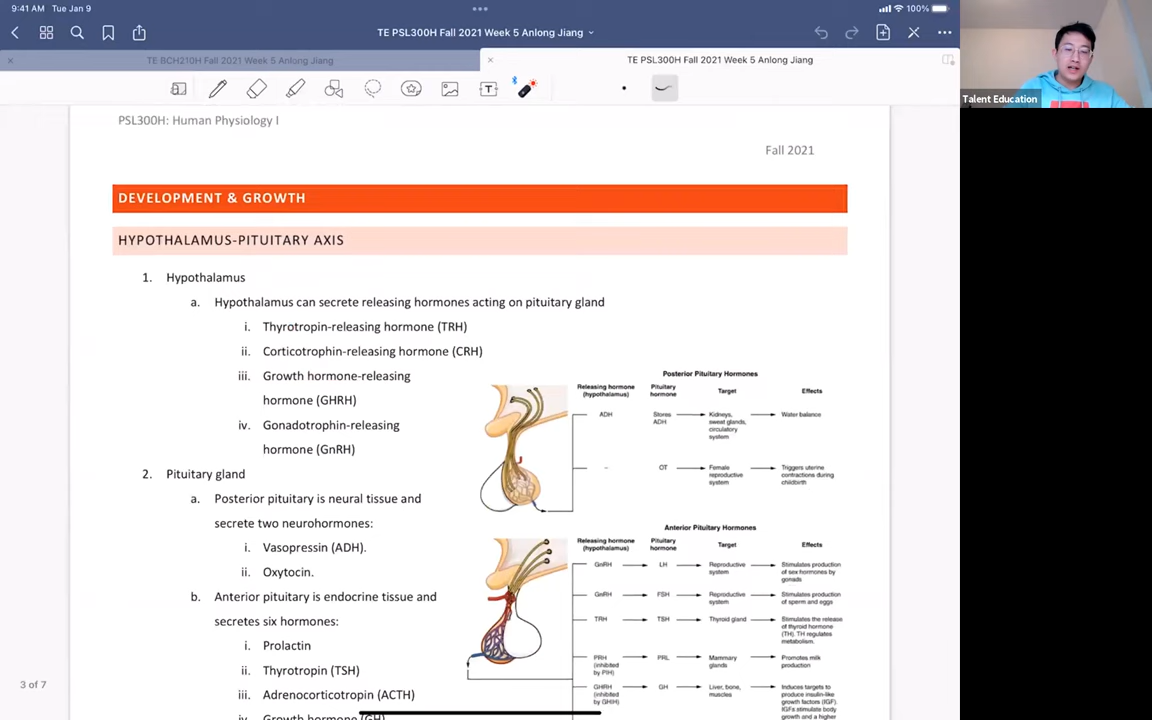 9:41 AM Tue Jan 9
100%
TE PSL300H Fall 2021 Week 5 Anlong Jiang
TE BCH210H Fall 2021 Week 5 Anlong Jiang
TE PSL300H Fall 2021 Week 5 Anlong Jiang
Talent Education
PSL300H: Human Physiology I
Fall 2021
DEVELOPMENT & GROWTH
HYPOTHALAMUS-PITUITARY AXIS
1. Hypothalamus
a. Hypothalamus can secrete releasing hormones acting on pituitary gland
i. Thyrotropin-releasing hormone (TRH)
ii. Corticotrophin-releasing hormone (CRH)
iii. Growth hormone-releasing
hormone (GHRH)
iv. Gonadotrophin-releasing
hormone (GnRH)
2. Pituitary gland
a. Posterior pituitary is neural tissue and
secrete two neurohormones:
i. Vasopressin (ADH).
ii. Oxytocin.
b. Anterior pituitary is endocrine tissue and
secretes six hormones:
i. Prolactin
ii. Thyrotropin (TSH)
iii. Adrenocorticotropin (ACTH)
iv. Growth hormone (GH)
Posterior Pituitary Hormones
Releasing hormone
(hypothalamus)
Pituitary
hormone
Target
Effects
ADH
Stores
ADH
Kidneys,
sweat glands,
circulatory
system
Water balance
–
OT
Female
reproductive
system
Triggers uterine
contractions during
childbirth
Anterior Pituitary Hormones
Releasing hormone
(hypothalamus)
Pituitary
hormone
Target
Effects
GnRH
LH
Reproductive
system
Stimulates production
of sex hormones by
gonads
GnRH
FSH
Reproductive
system
Stimulates production
of sperm and eggs
TRH
TSH
Thyroid gland
Stimulates the release
of thyroid hormone
(TH). TH regulates
metabolism.
PRH
(inhibited
by PIH)
PRL
Mammary
glands
Promotes milk
production
GHRH
(inhibited
by GHIH)
GH
Liver, bone,
muscles
Induces targets to
produce insulin-like
growth factors (IGF).
IGFs stimulate body
growth and a higher
3 of 7